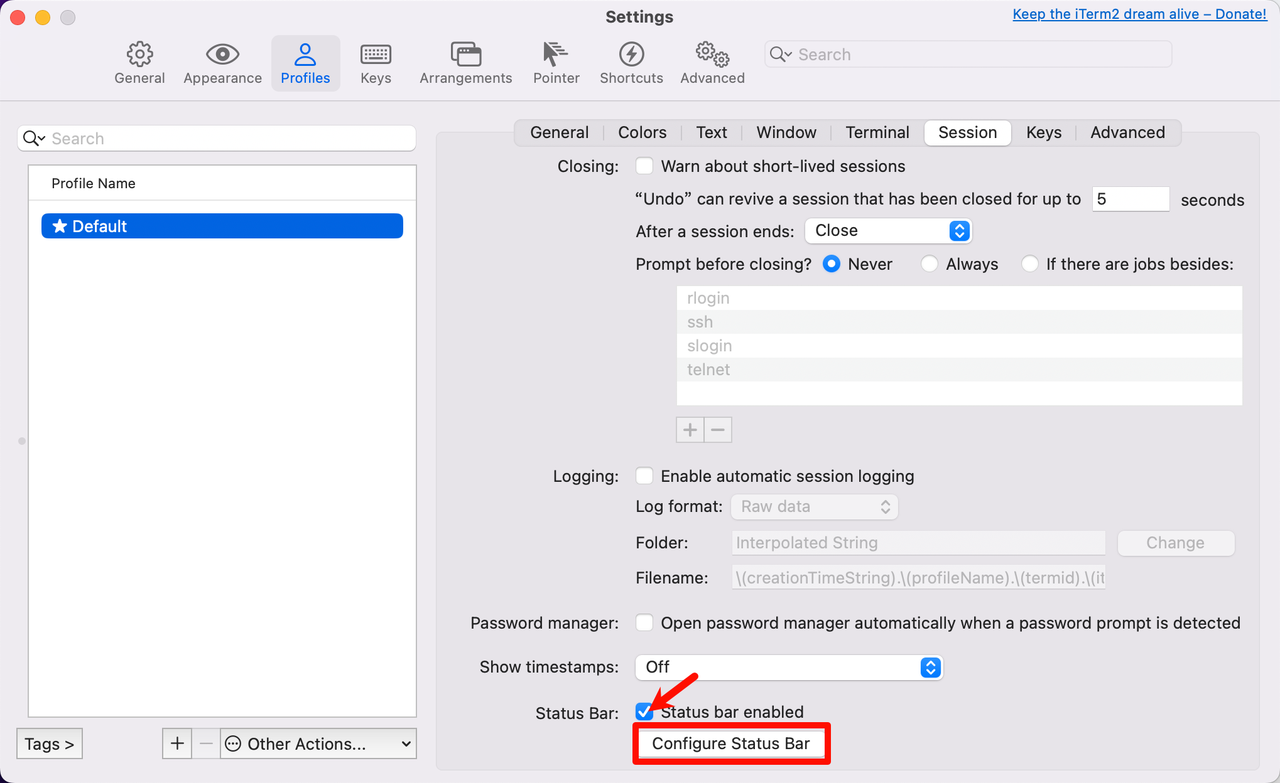 Settings
Keep the iTerm2 dream alive – Donate!
General
Appearance
Profiles
Keys
Arrangements
Pointer
Shortcuts
Advanced
Search
Search
Profile Name
Default
Tags >
+
−
Other Actions...
General
Colors
Text
Window
Terminal
Session
Keys
Advanced
Closing:
Warn about short-lived sessions
“Undo” can revive a session that has been closed for up to 5 seconds
After a session ends: Close
Prompt before closing? Never Always If there are jobs besides:
rlogin
ssh
slogin
telnet
+ −
Logging: Enable automatic session logging
Log format: Raw data
Folder: Interpolated String Change
Filename: \(creationTimeString).\(profileName).\(termid).\(it
Password manager: Open password manager automatically when a password prompt is detected
Show timestamps: Off
Status Bar: Status bar enabled
Configure Status Bar